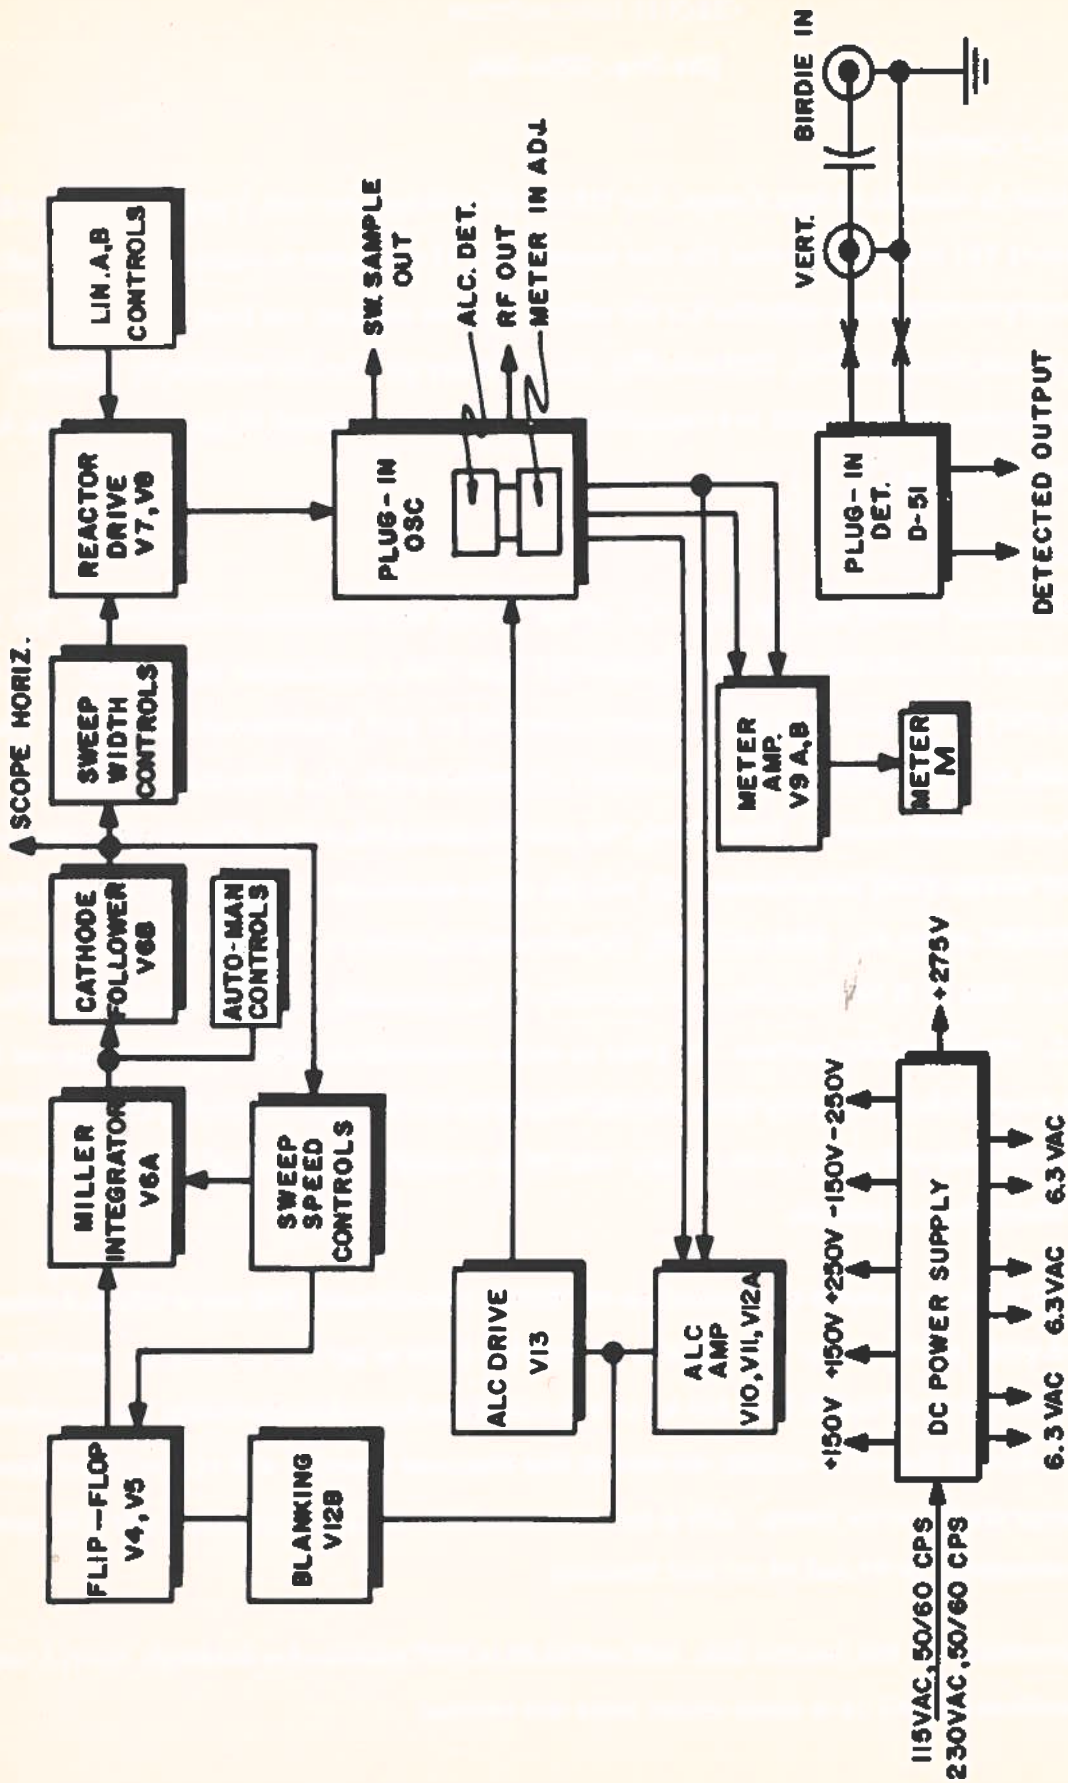 SCOPE HORIZ.
FLIP-FLOP
V4, V5
MILLER
INTEGRATOR
V6A
CATHODE
FOLLOWER
V6B
SWEEP
WIDTH
CONTROLS
REACTOR
DRIVE
V7, V8
LIN. A,B
CONTROLS
BLANKING
V12B
SWEEP
SPEED
CONTROLS
AUTO-MAN
CONTROLS
PLUG-IN
OSC
SW. SAMPLE
OUT
ALC. DET.
RF OUT
METER IN ADJ.
ALC DRIVE
V13
ALC
AMP
V10, V11, V12A
METER
AMP.
V9 A,B
METER
M
VERT.
BIRDIE IN
PLUG-IN
DET.
D-51
DETECTED OUTPUT
115VAC, 50/60 CPS
230VAC, 50/60 CPS
+150V +150V +250V -150V -250V
DC POWER SUPPLY
+275V
6.3 VAC 6.3VAC 6.3 VAC